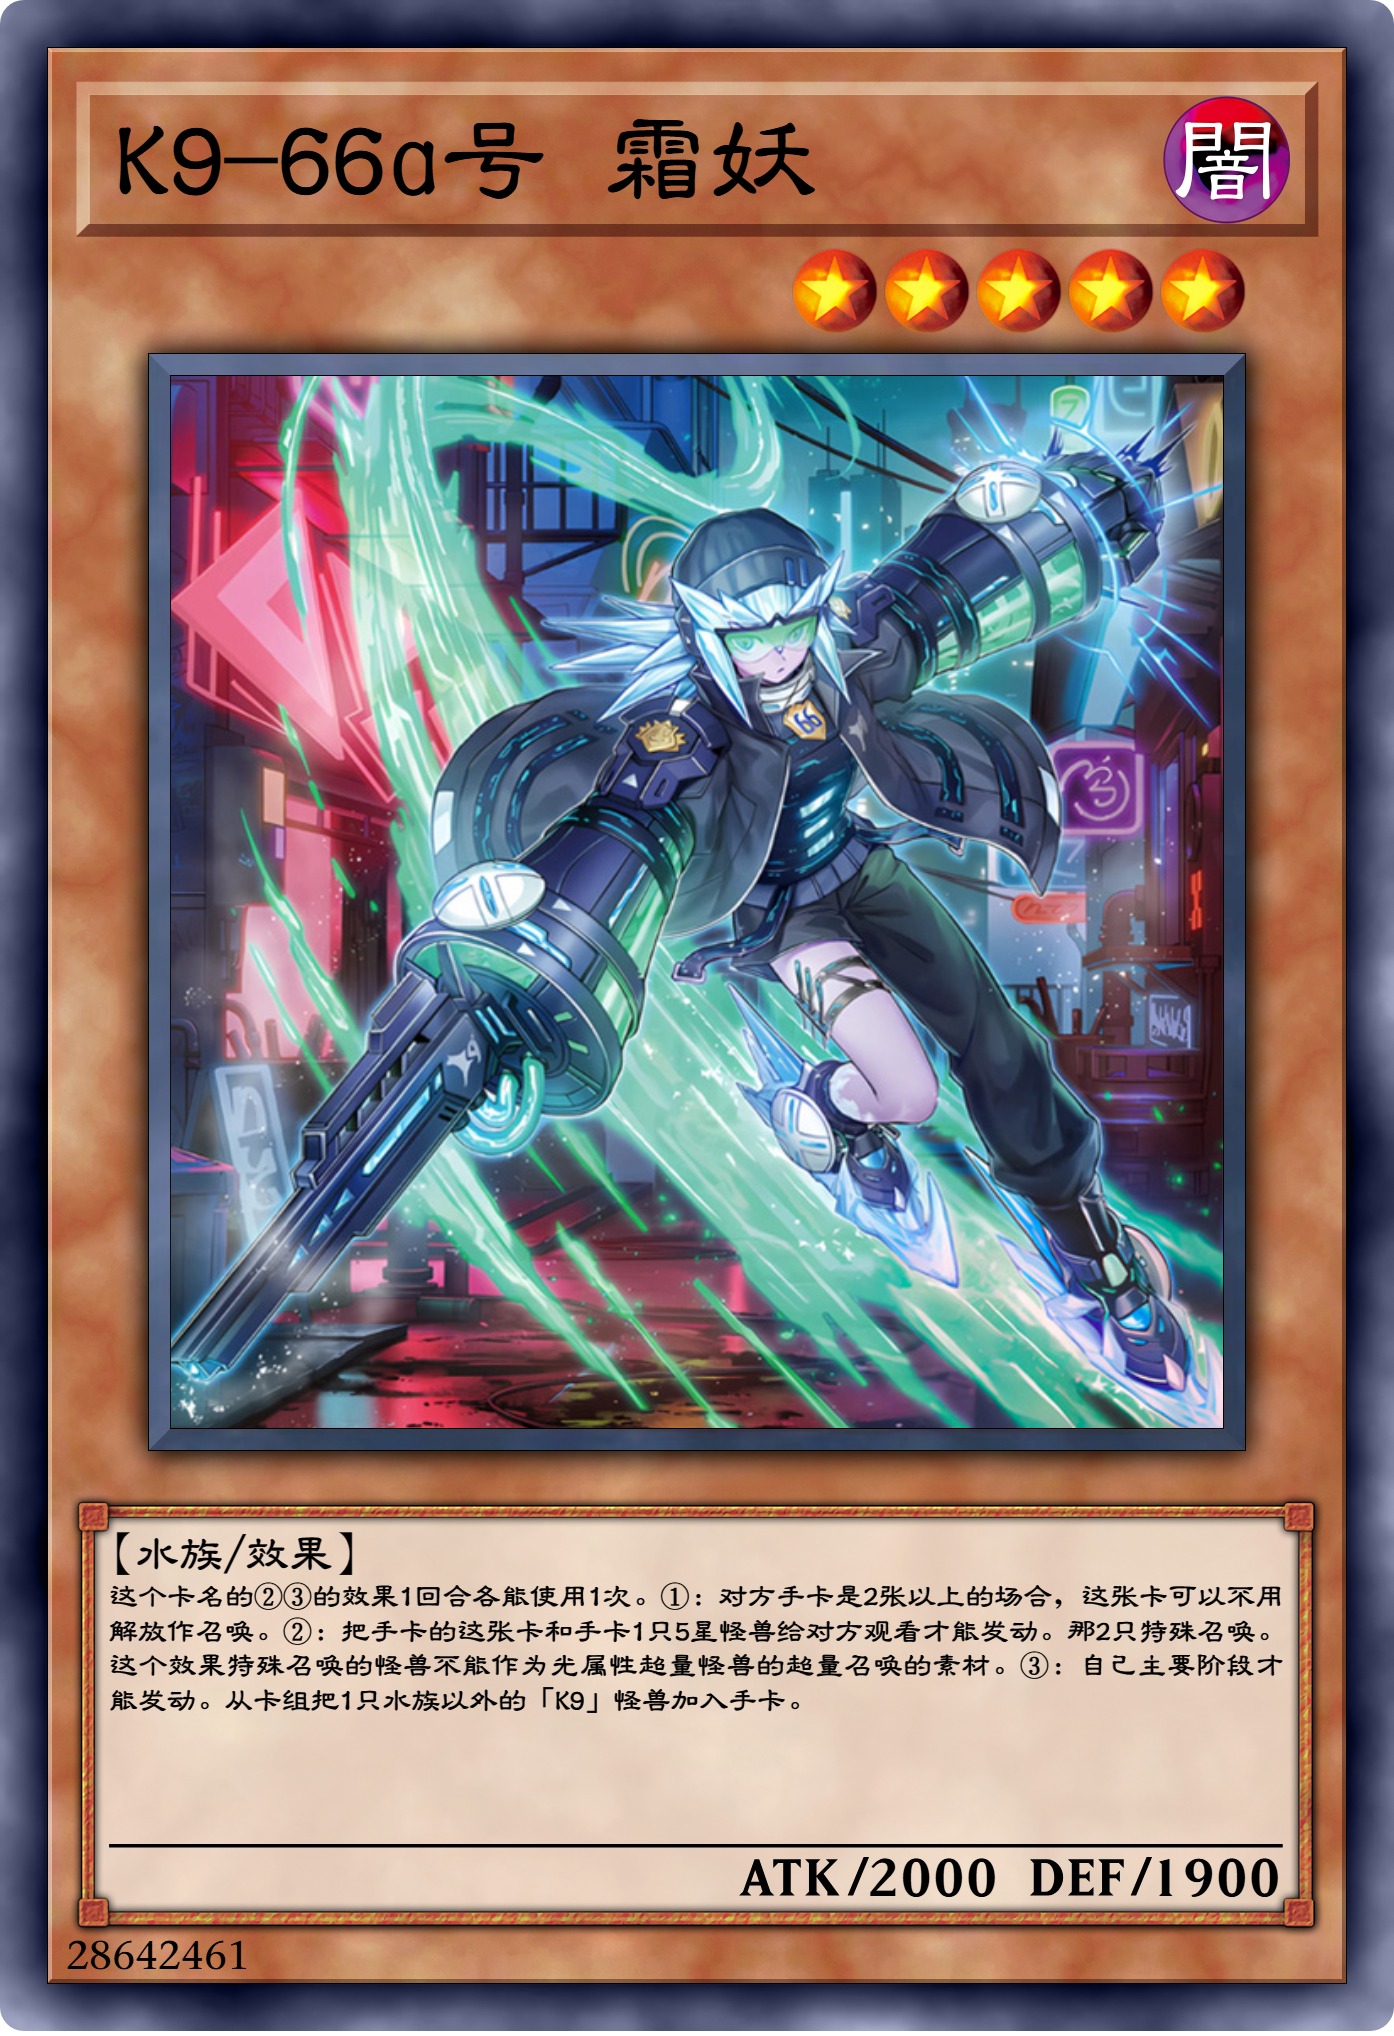 K9-66a号 霜妖
闇
66
【水族/效果】
这个卡名的②③的效果1回合各能使用1次。①：对方手卡是2张以上的场合，这张卡可以不用
解放作召唤。②：把手卡的这张卡和手卡1只5星怪兽给对方观看才能发动。那2只特殊召唤。
这个效果特殊召唤的怪兽不能作为光属性超量怪兽的超量召唤的素材。③：自己主要阶段才
能发动。从卡组把1只水族以外的「K9」怪兽加入手卡。
ATK/2000 DEF/1900
28642461